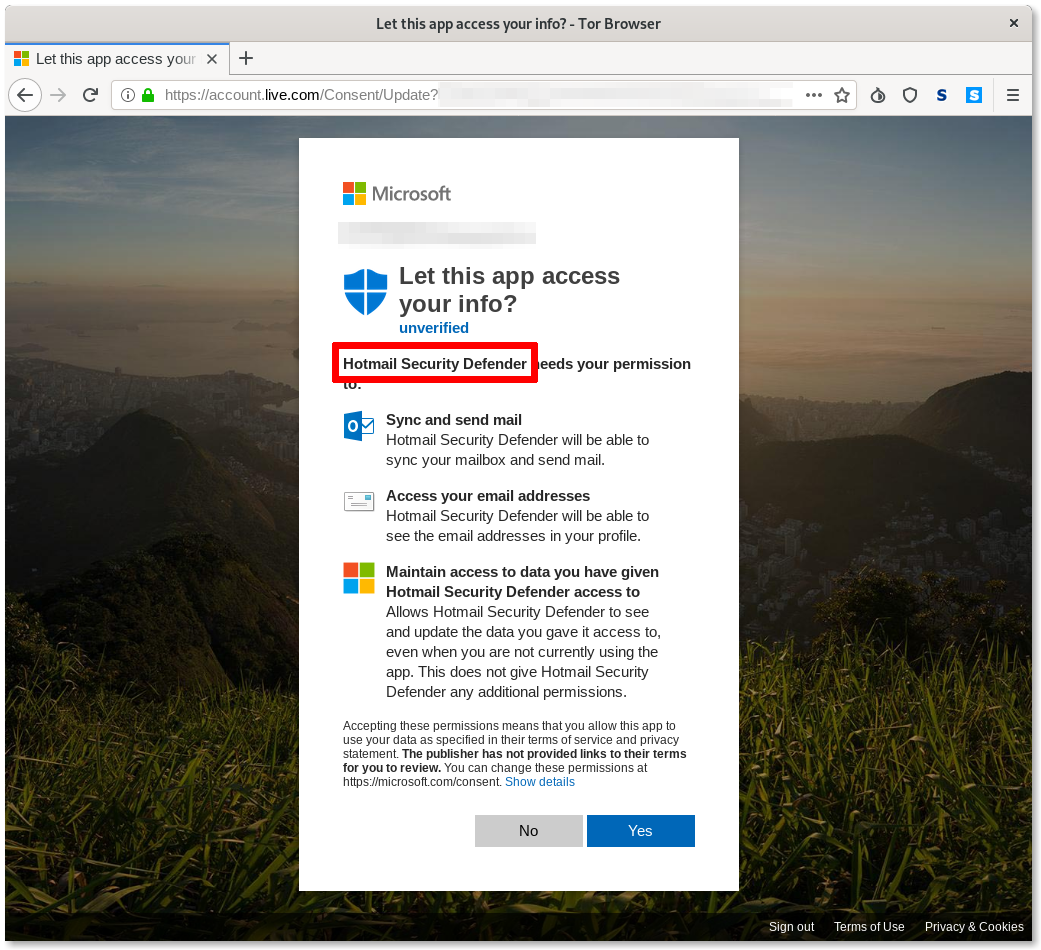 Let this app access your info? - Tor Browser
Let this app access your
https://account.live.com/Consent/Update?
S
S
Microsoft
Let this app access
your info?
unverified
Hotmail Security Defender needs your permission
to:
Sync and send mail
Hotmail Security Defender will be able to
sync your mailbox and send mail.
Access your email addresses
Hotmail Security Defender will be able to
see the email addresses in your profile.
Maintain access to data you have given
Hotmail Security Defender access to
Allows Hotmail Security Defender to see
and update the data you gave it access to,
even when you are not currently using the
app. This does not give Hotmail Security
Defender any additional permissions.
Accepting these permissions means that you allow this app to
use your data as specified in their terms of service and privacy
statement. The publisher has not provided links to their terms
for you to review. You can change these permissions at
https://microsoft.com/consent. Show details
No
Yes
Sign out
Terms of Use
Privacy & Cookies